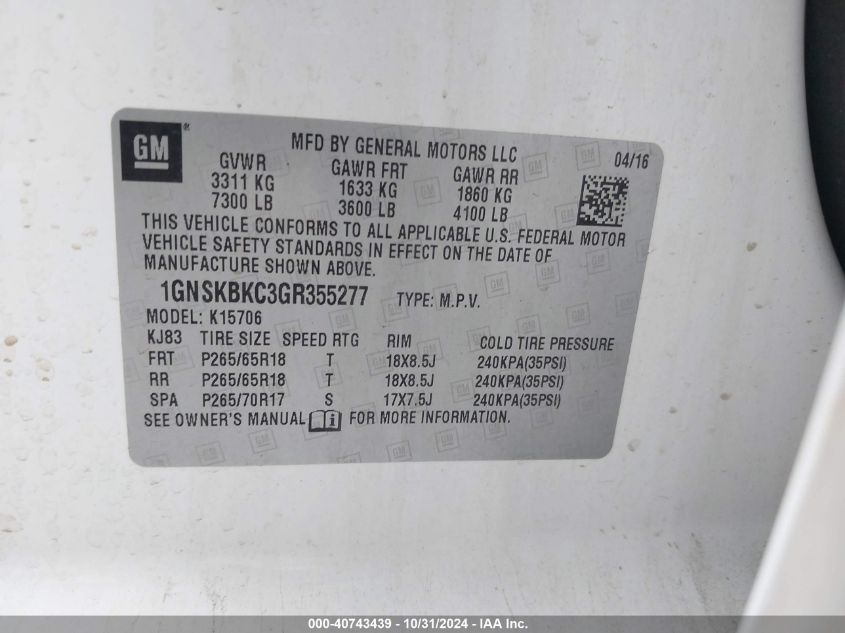 GM ®
MFD BY GENERAL MOTORS LLC
04/16
GVWR GAWR FRT GAWR RR
3311 KG 1633 KG 1860 KG
7300 LB 3600 LB 4100 LB
THIS VEHICLE CONFORMS TO ALL APPLICABLE U.S. FEDERAL MOTOR
VEHICLE SAFETY STANDARDS IN EFFECT ON THE DATE OF
MANUFACTURE SHOWN ABOVE.
1GNSKBKC3GR355277 TYPE: M.P.V.
MODEL: K15706
KJ83 TIRE SIZE SPEED RTG RIM COLD TIRE PRESSURE
FRT P265/65R18 T 18X8.5J 240KPA(35PSI)
RR P265/65R18 T 18X8.5J 240KPA(35PSI)
SPA P265/70R17 S 17X7.5J 240KPA(35PSI)
SEE OWNER'S MANUAL i FOR MORE INFORMATION.
000-40743439 - 10/31/2024 - IAA Inc.